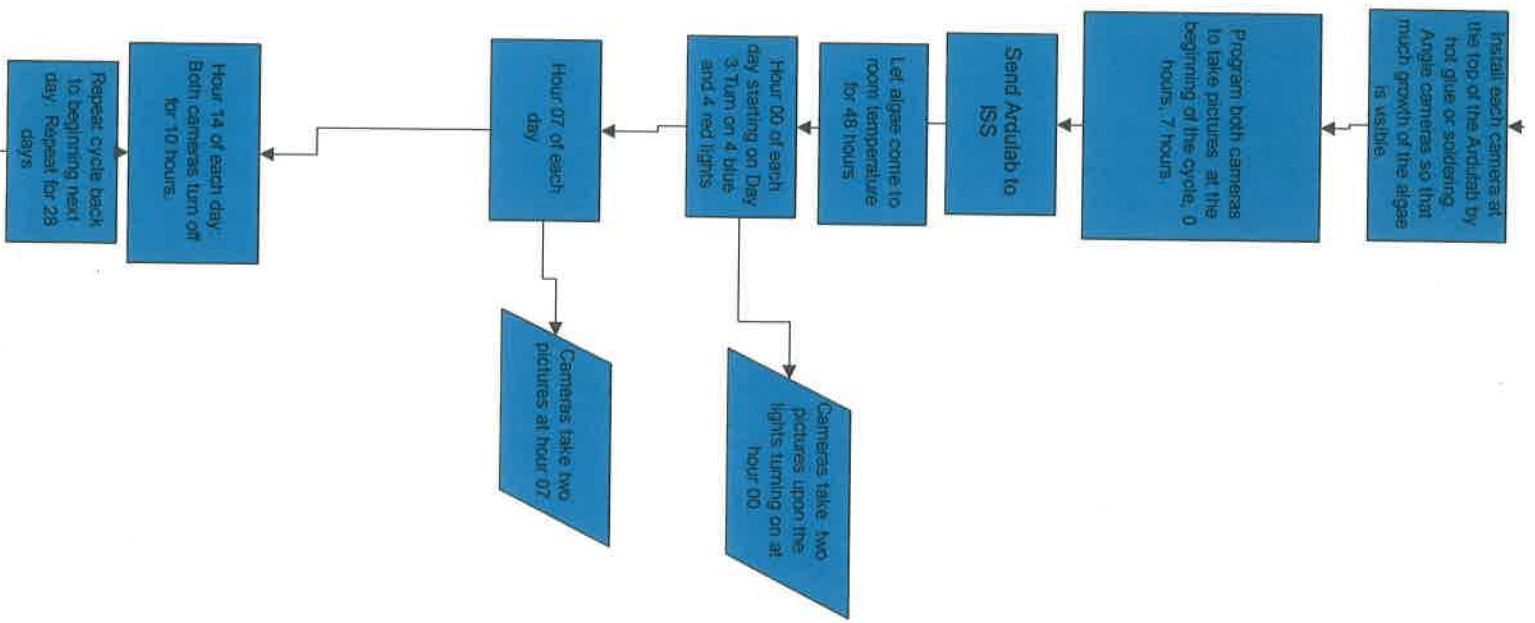 Install each camera at
the top of the Ardulab by
hot glue or soldering.
Angle cameras so that
much growth of the algae
is visible.
Program both cameras
to take pictures at the
beginning of the cycle, 0
hours, 7 hours.
Send Ardulab to
ISS
Let algae come to
room temperature
for 48 hours
Hour 00 of each
day starting on Day
3 Turn on 4 blue
and 4 red lights
Cameras take two
pictures upon the
lights turning on at
hour 00.
Hour 07 of each
day
Cameras take two
pictures at hour 07
Hour 14 of each day:
Both cameras turn off
for 10 hours.
Repeat cycle back
to beginning next
day. Repeat for 28
days